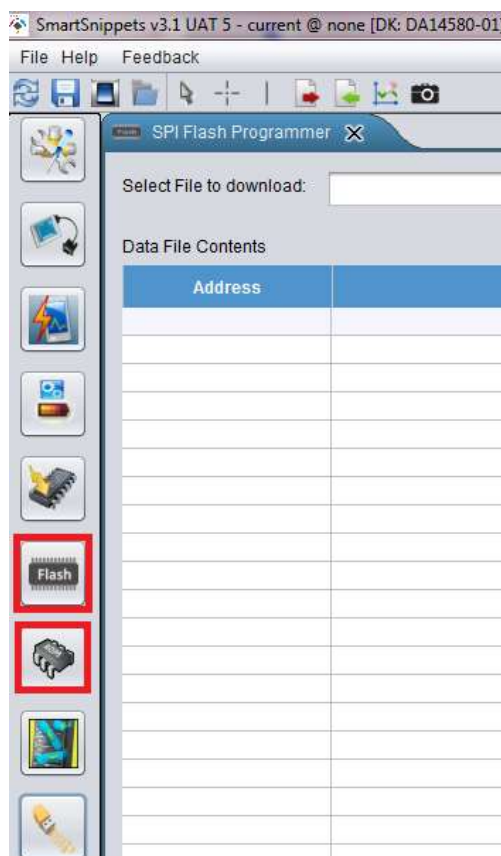 SmartSnippets v3.1 UAT 5 - current @ none [DK: DA14580-01]
File Help Feedback
SPI Flash Programmer
Select File to download:
Data File Contents
Address
Flash